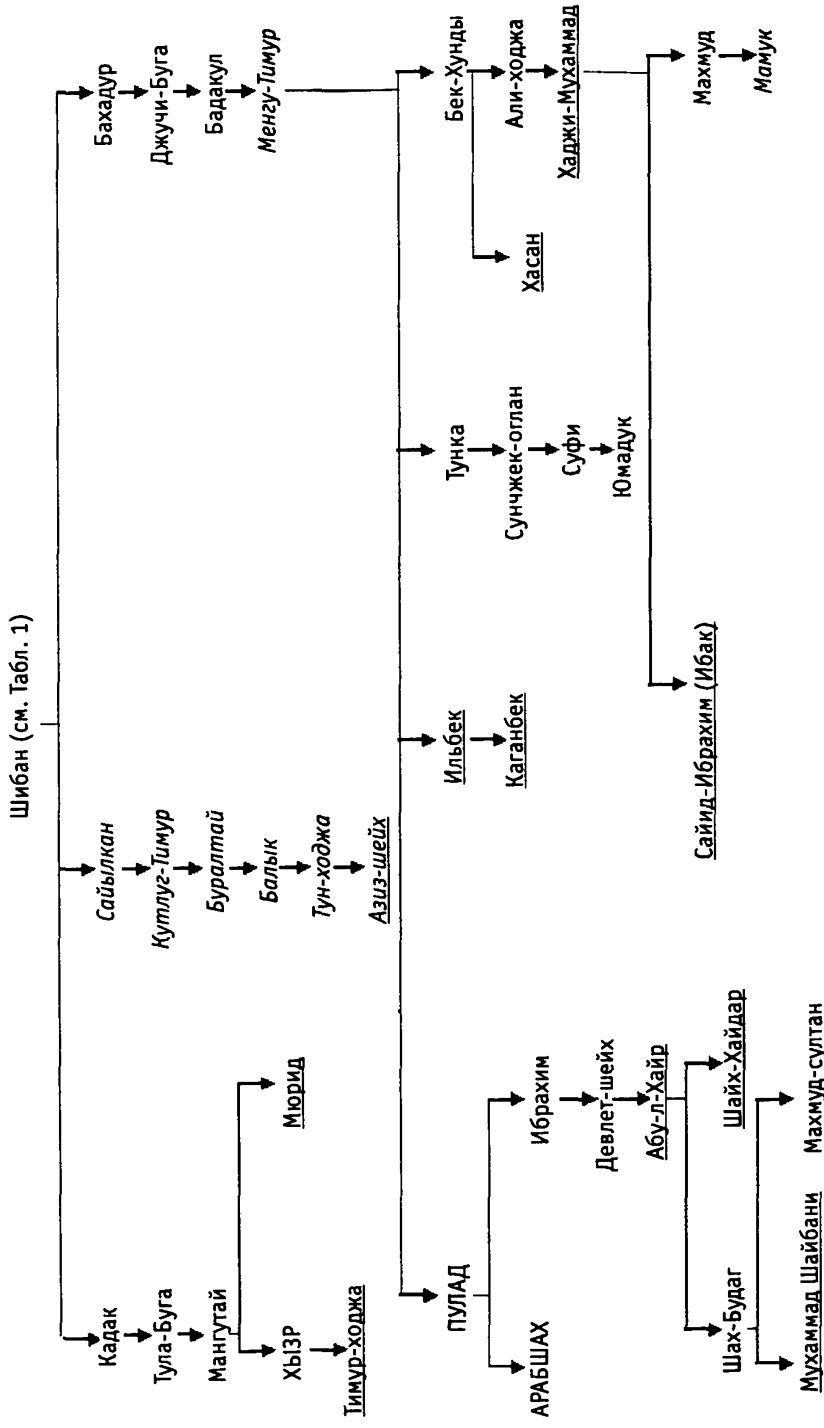 Шибан (см. Табл. 1)
Кадак
Тула-Буга
Мангутай
ХЫЗР
Мюрид
Тимур-ходжа
Сайылкан
Кутлуг-Тимур
Буралтай
Балык
Тун-ходжа
Азиз-шейх
Бахадур
Джучи-Буга
Бадакул
Менгу-Тимур
ПУЛАД
АРАБШАХ
Ибрахим
Девлет-шейх
Абу-л-Хайр
Шах-Будаг
Шайх-Хайдар
Мухаммад Шайбани
Махмуд-султан
Ильбек
Каганбек
Тунка
Сунчжек-оглан
Суфи
Юмадук
Бек-Хунды
Хасан
Али-ходжа
Хаджи-Мухаммад
Сайид-Ибрахим (Ибак)
Махмуд
Мамук